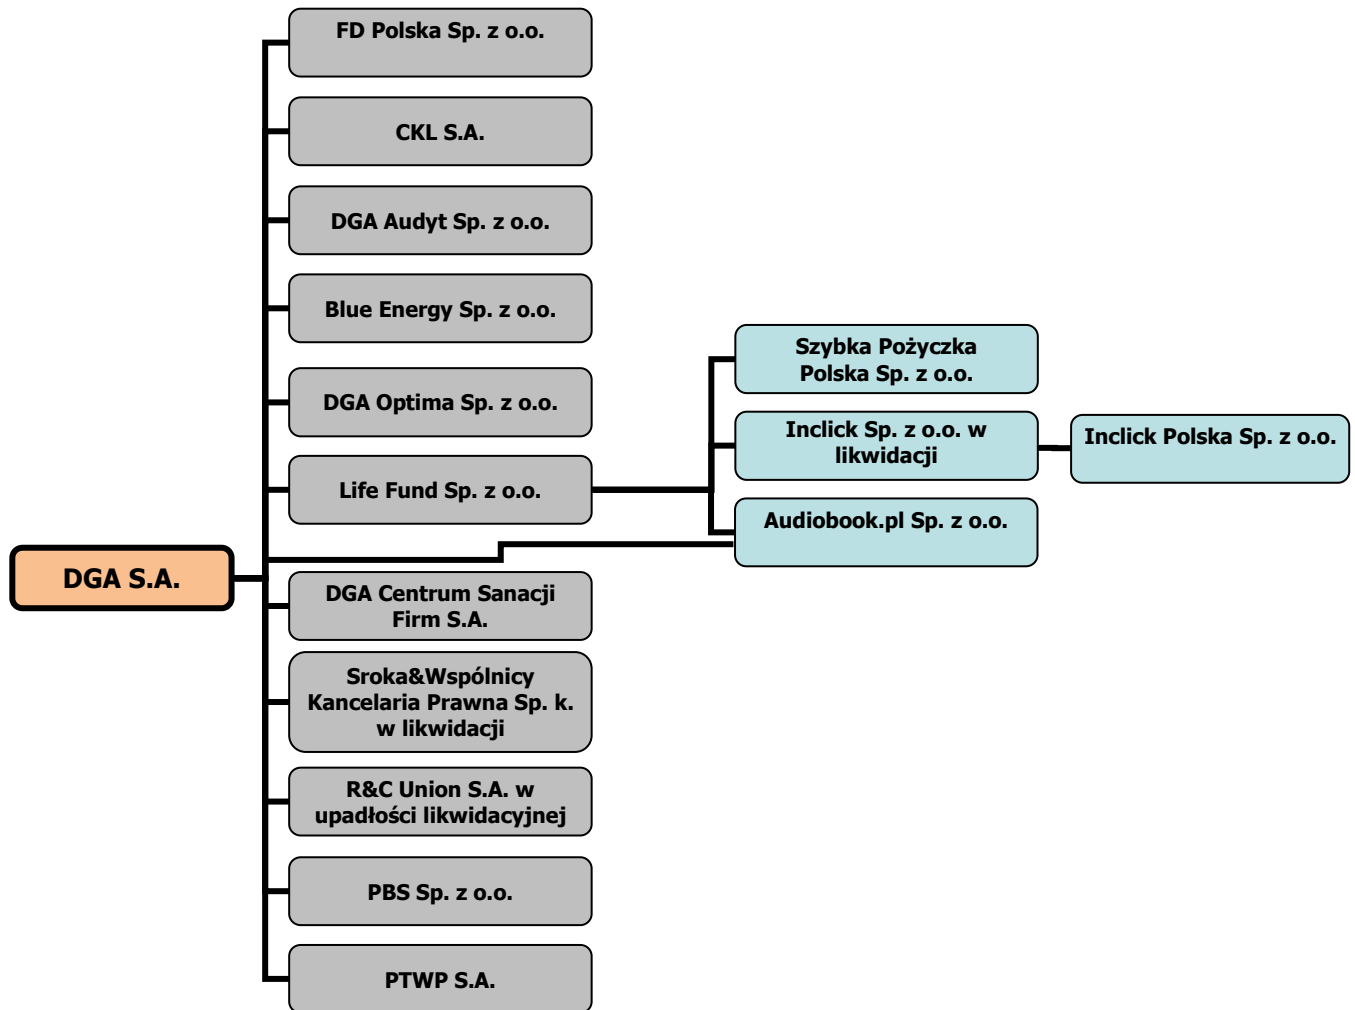 FD Polska Sp. z o.o.
CKL S.A.
DGA Audyt Sp. z o.o.
Blue Energy Sp. z o.o.
DGA Optima Sp. z o.o.
Life Fund Sp. z o.o.
Szybka Pożyczka
Polska Sp. z o.o.
Inclick Sp. z o.o. w
likwidacji
Inclick Polska Sp. z o.o.
Audiobook.pl Sp. z o.o.
DGA S.A.
DGA Centrum Sanacji
Firm S.A.
Sroka&Wspólnicy
Kancelaria Prawna Sp. k.
w likwidacji
R&C Union S.A. w
upadłości likwidacyjnej
PBS Sp. z o.o.
PTWP S.A.